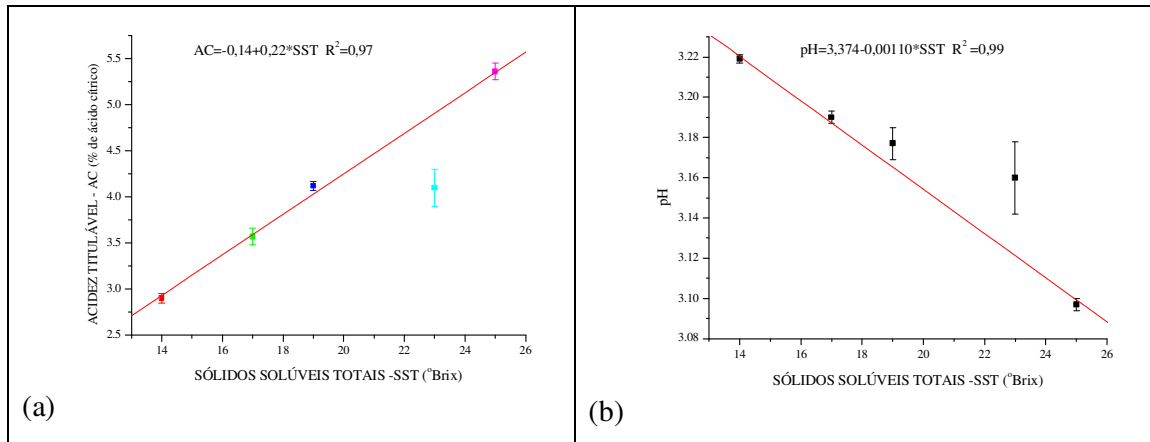 AC=-0,14+0,22*SST R²=0,97
ACIDEZ TITULÁVEL - AC (% de ácido cítrico)
5.5
5.0
4.5
4.0
3.5
3.0
2.5
14 16 18 20 22 24 26
SÓLIDOS SOLÚVEIS TOTAIS -SST (°Brix)
(a)
pH=3,374-0,00110*SST R² =0,99
pH
3.22
3.20
3.18
3.16
3.14
3.12
3.10
3.08
14 16 18 20 22 24 26
SÓLIDOS SOLÚVEIS TOTAIS -SST (°Brix)
(b)